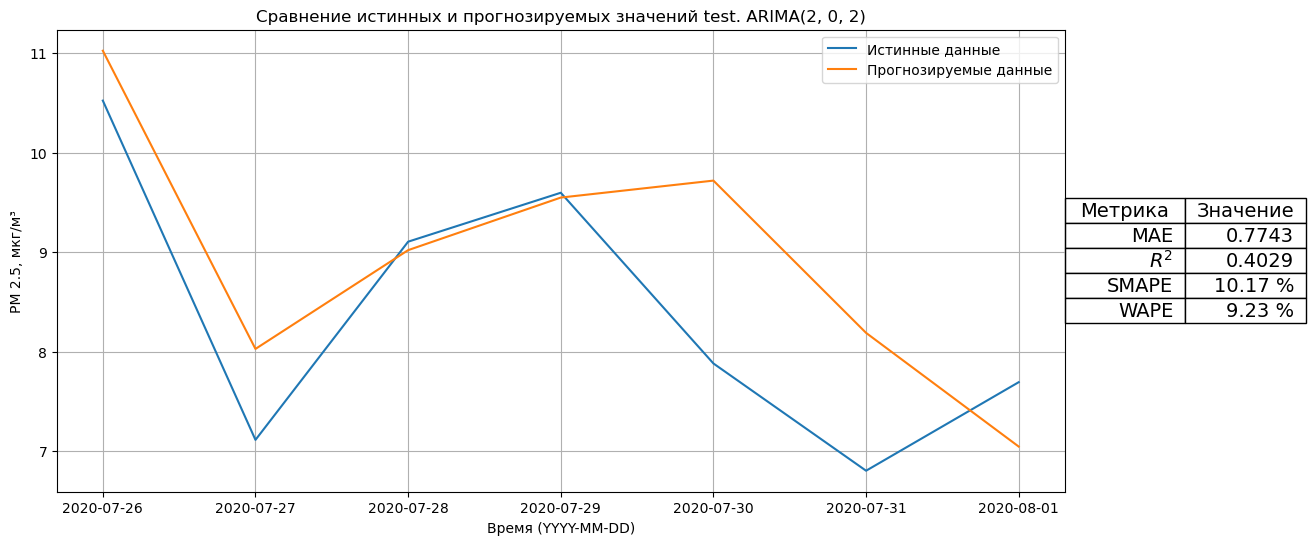 Сравнение истинных и прогнозируемых значений test. ARIMA(2, 0, 2)
Истинные данные
Прогнозируемые данные
PM 2.5, мкг/м³
11
10
9
8
7
2020-07-26 2020-07-27 2020-07-28 2020-07-29 2020-07-30 2020-07-31 2020-08-01
Время (YYYY-MM-DD)
Метрика Значение
MAE 0.7743
R² 0.4029
SMAPE 10.17 %
WAPE 9.23 %